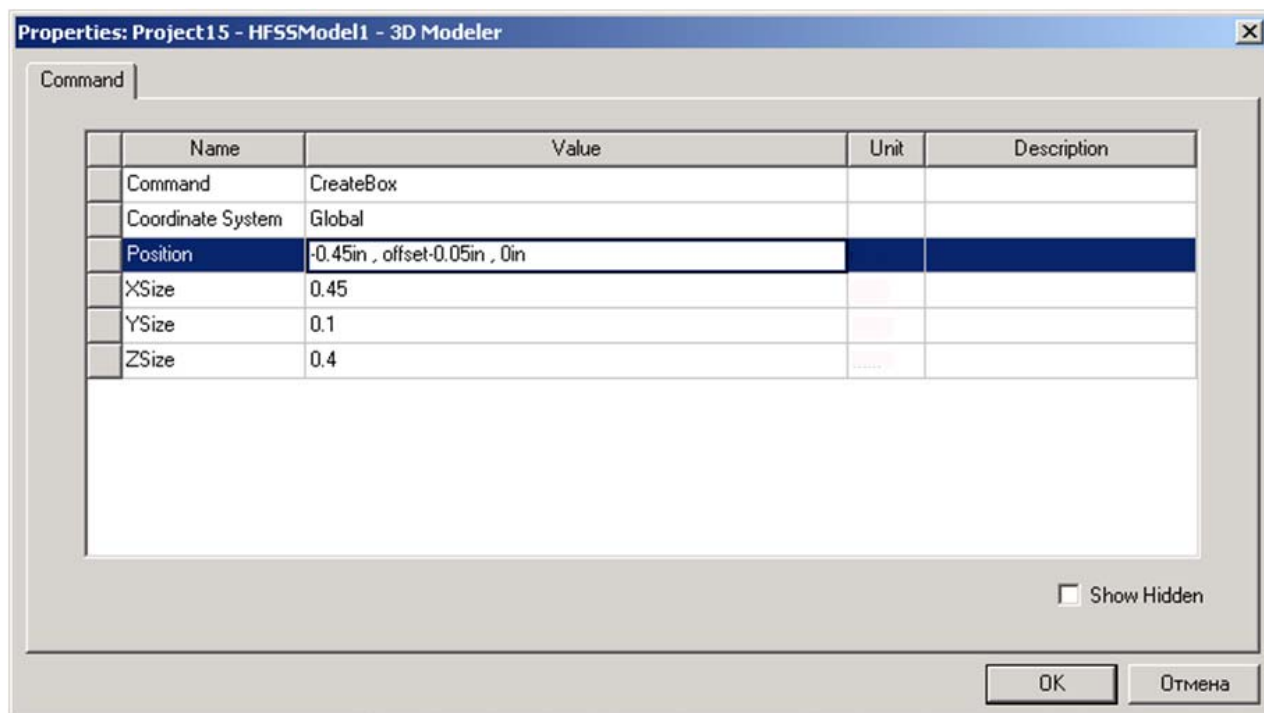 Properties: Project15 - HFSSModel1 - 3D Modeler
Command
Name Value Unit Description
Command CreateBox
Coordinate System Global
Position -0.45in , offset-0.05in , 0in
XSize 0.45
YSize 0.1
ZSize 0.4
Show Hidden
OK Отмена